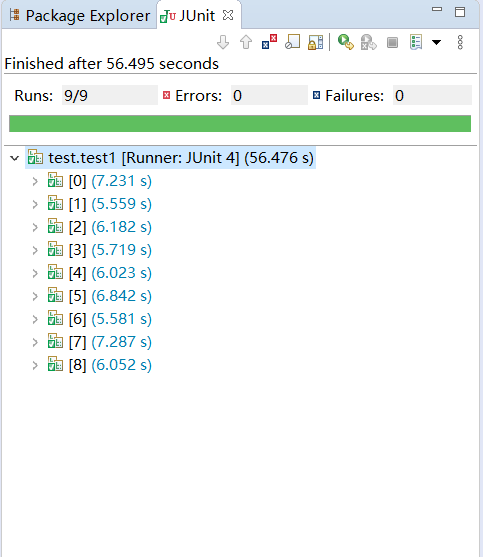 Package Explorer JUnit
Finished after 56.495 seconds
Runs: 9/9 Errors: 0 Failures: 0
test.test1 [Runner: JUnit 4] (56.476 s)
[0] (7.231 s)
[1] (5.559 s)
[2] (6.182 s)
[3] (5.719 s)
[4] (6.023 s)
[5] (6.842 s)
[6] (5.581 s)
[7] (7.287 s)
[8] (6.052 s)